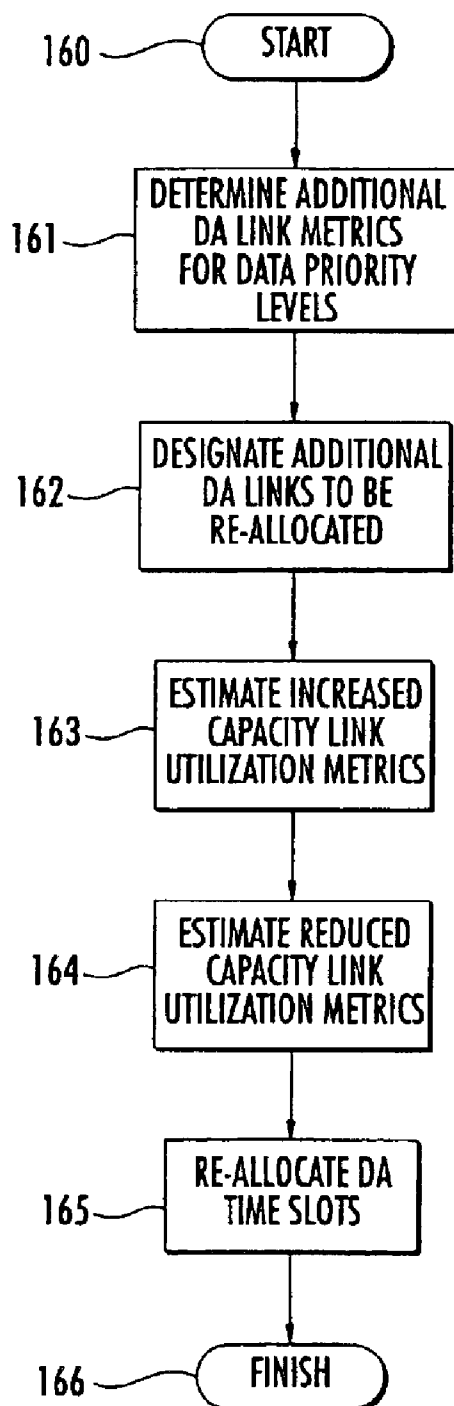 160
START
161
DETERMINE ADDITIONAL
DA LINK METRICS
FOR DATA PRIORITY
LEVELS
162
DESIGNATE ADDITIONAL
DA LINKS TO BE
RE-ALLOCATED
163
ESTIMATE INCREASED
CAPACITY LINK
UTILIZATION METRICS
164
ESTIMATE REDUCED
CAPACITY LINK
UTILIZATION METRICS
165
RE-ALLOCATE DA
TIME SLOTS
166
FINISH